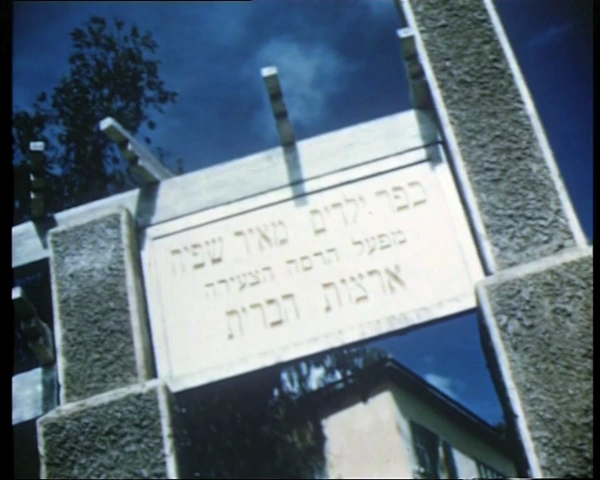 כפר ילדים מאיר שפיה
מפעל הדסה הצעירה
ארצות הברית